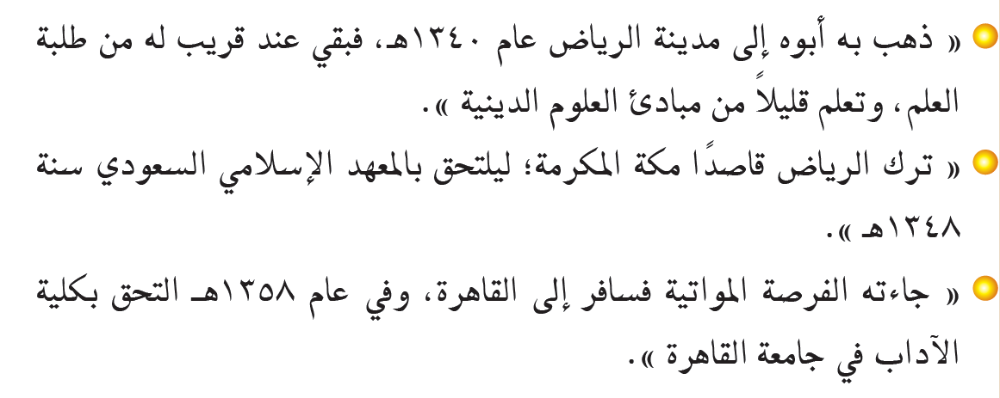 « ذهب به أبوه إلى مدينة الرياض عام ١٣٤٠هـ، فبقي عند قريب له من طلبة
العلم، وتعلم قليلاً من مبادئ العلوم الدينية ».
« ترك الرياض قاصدًا مكة المكرمة؛ ليلتحق بالمعهد الإسلامي السعودي سنة
١٣٤٨هـ ».
« جاءته الفرصة المواتية فسافر إلى القاهرة، وفي عام ١٣٥٨هـ التحق بكلية
الآداب في جامعة القاهرة ».